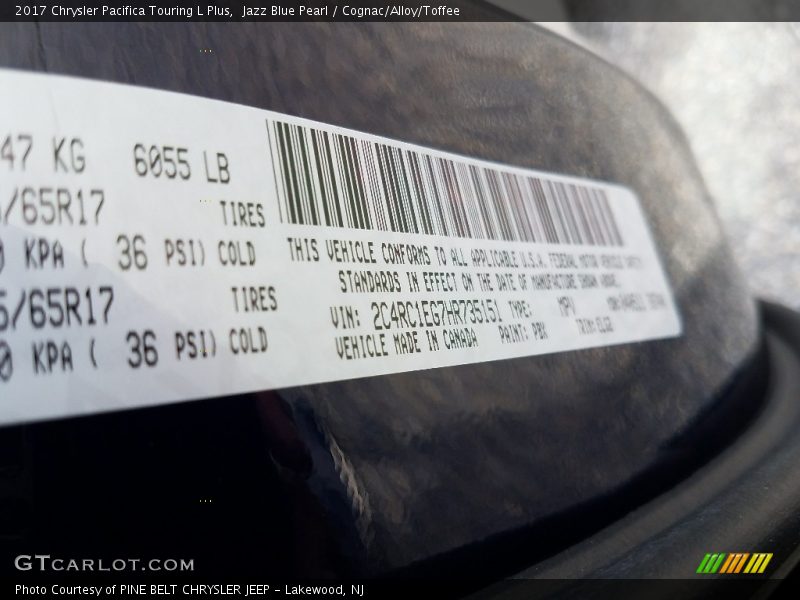 2017 Chrysler Pacifica Touring L Plus,  Jazz Blue Pearl / Cognac/Alloy/Toffee
47 KG 6055 LB
/65R17 TIRES
0 KPA ( 36 PSI) COLD
5/65R17 TIRES
0 KPA ( 36 PSI) COLD
THIS VEHICLE CONFORMS TO ALL APPLICABLE U.S.A. FEDERAL MOTOR VEHICLE SAFETY
STANDARDS IN EFFECT ON THE DATE OF MANUFACTURE SHOWN ABOVE.
VIN: 2C4RC1EG7HR735151 TYPE: MPV
VEHICLE MADE IN CANADA PAINT: PBX TRIM:
GTCARLOT.COM
Photo Courtesy of PINE BELT CHRYSLER JEEP - Lakewood, NJ